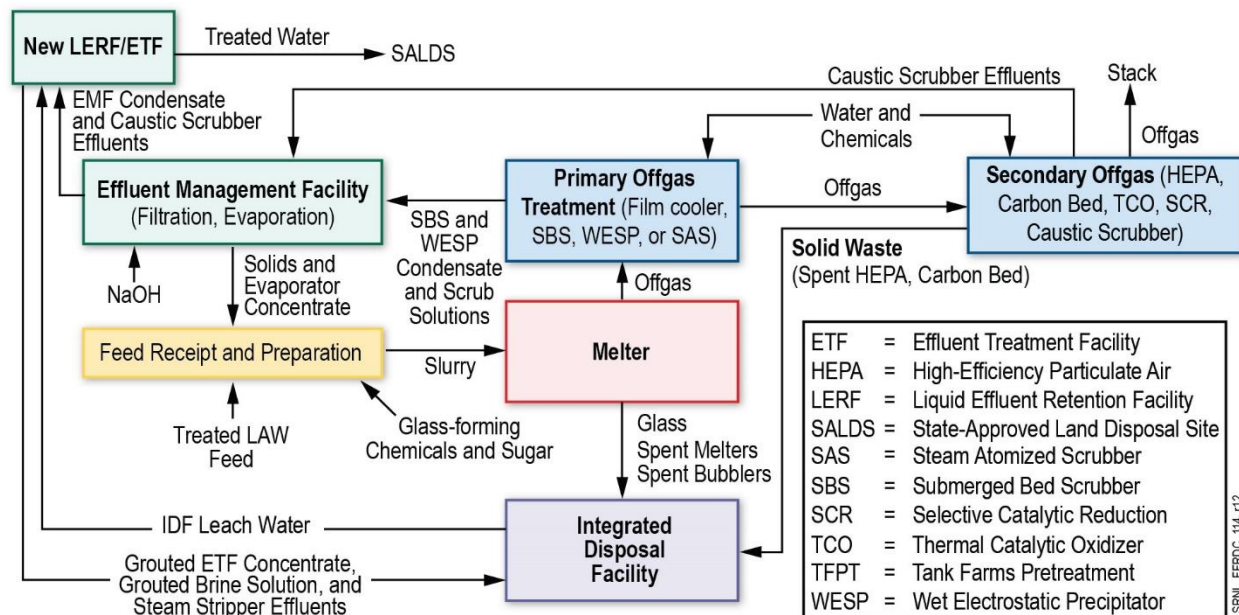 New LERF/ETF
Treated Water
SALDS
EMF Condensate
and Caustic Scrubber
Effluents
Caustic Scrubber Effluents
Stack
Offgas
Water and
Chemicals
Effluent Management Facility
(Filtration, Evaporation)
Primary Offgas
Treatment (Film cooler,
SBS, WESP, or SAS)
Offgas
Secondary Offgas (HEPA,
Carbon Bed, TCO, SCR,
Caustic Scrubber)
SBS and
WESP
Condensate
and Scrub
Solutions
Solid Waste
(Spent HEPA, Carbon Bed)
NaOH
Solids and
Evaporator
Concentrate
Offgas
Feed Receipt and Preparation
Slurry
Melter
Treated LAW
Feed
Glass-forming
Chemicals and Sugar
Glass
Spent Melters
Spent Bubblers
IDF Leach Water
Integrated
Disposal
Facility
Grouted ETF Concentrate,
Grouted Brine Solution, and
Steam Stripper Effluents
ETF = Effluent Treatment Facility
HEPA = High-Efficiency Particulate Air
LERF = Liquid Effluent Retention Facility
SALDS = State-Approved Land Disposal Site
SAS = Steam Atomized Scrubber
SBS = Submerged Bed Scrubber
SCR = Selective Catalytic Reduction
TCO = Thermal Catalytic Oxidizer
TFPT = Tank Farms Pretreatment
WESP = Wet Electrostatic Precipitator